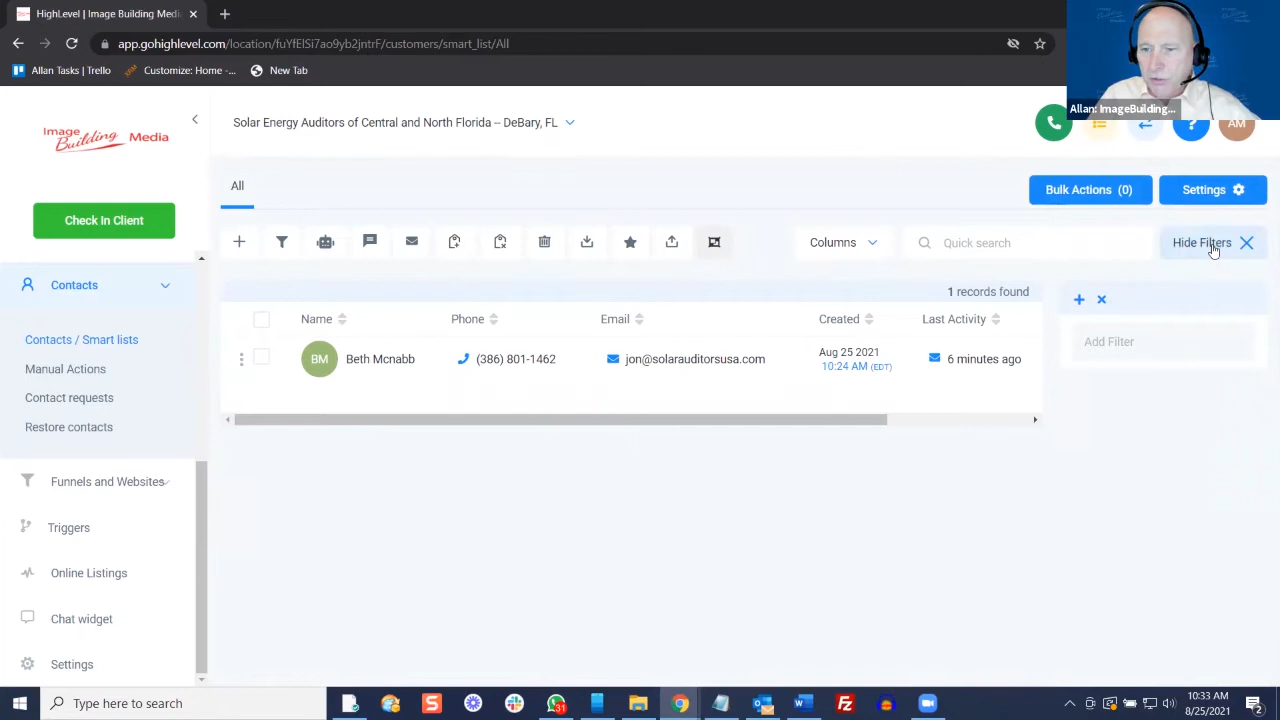 HighLevel | Image Building Medi
app.gohighlevel.com/location/fuYfElSi7ao9yb2jntrF/customers/smart_list/All
Allan Tasks | Trello
Customize: Home -...
New Tab
Allan: ImageBuilding...
Image Building Media
Solar Energy Auditors of Central and North Florida – DeBary, FL
?
AM
All
Bulk Actions (0)
Settings
Check In Client
Columns
Quick search
Hide Filters
Contacts
1 records found
Name
Phone
Email
Created
Last Activity
Add Filter
Contacts / Smart lists
BM
Beth Mcnabb
(386) 801-1462
jon@solarauditorsusa.com
Aug 25 2021
10:24 AM (EDT)
6 minutes ago
Manual Actions
Contact requests
Restore contacts
Funnels and Websites
Triggers
Online Listings
Chat widget
Settings
Type here to search
31
10:33 AM
8/25/2021
2